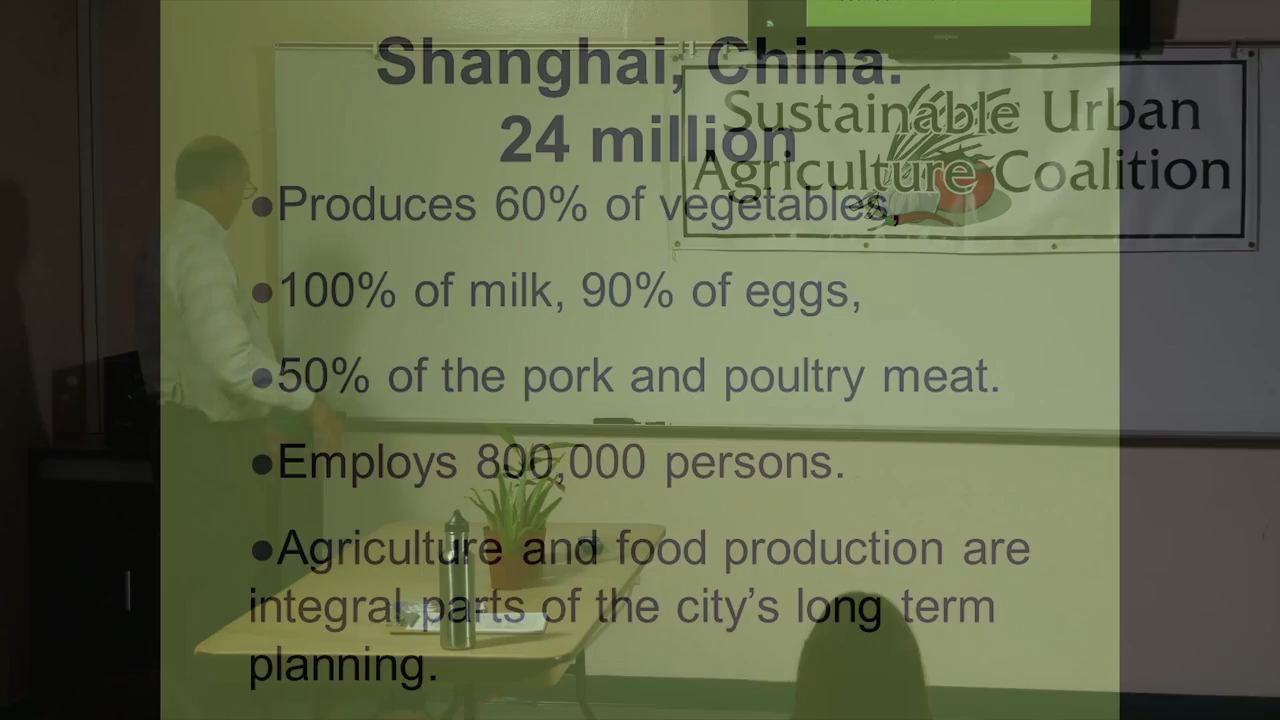 Shanghai, China.
24 million
●Produces 60% of vegetables,
●100% of milk, 90% of eggs,
●50% of the pork and poultry meat.
●Employs 800,000 persons.
●Agriculture and food production are
integral parts of the city’s long term
planning.
Sustainable Urban
Agriculture Coalition